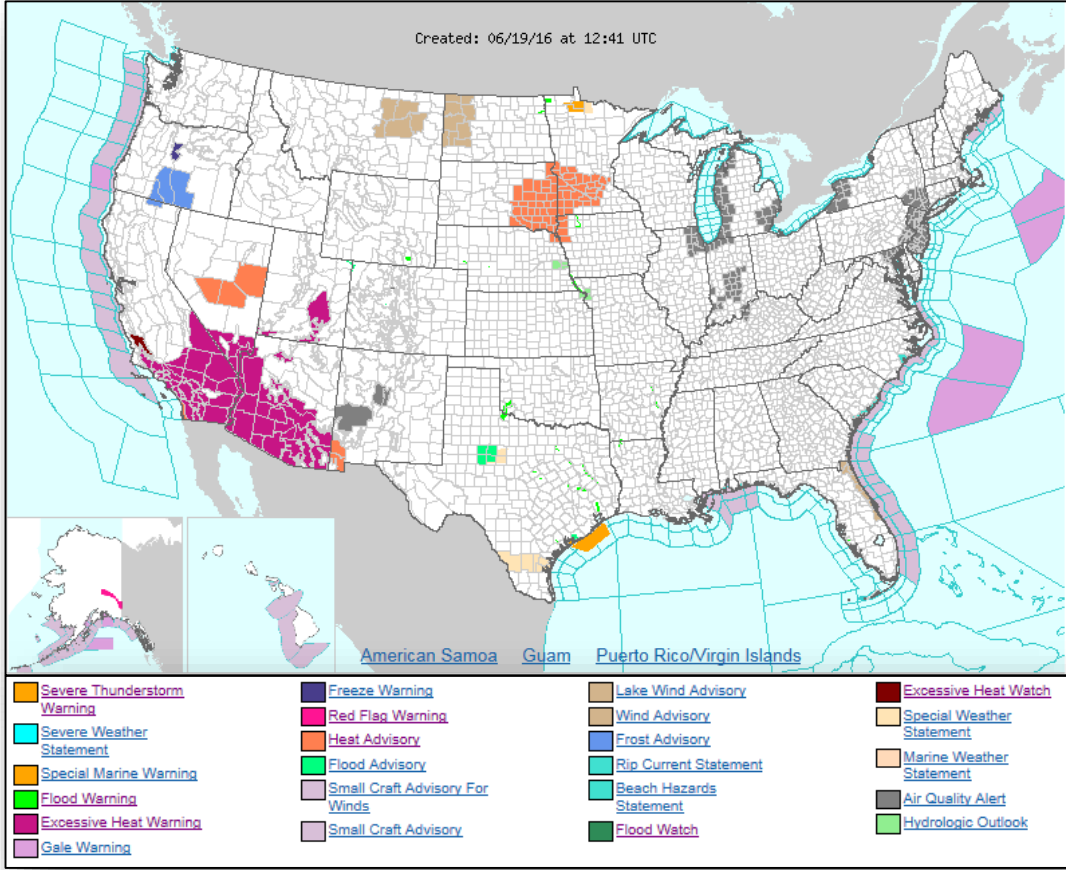 Created: 06/19/16 at 12:41 UTC
American Samoa Guam Puerto Rico/Virgin Islands
Severe Thunderstorm
Warning
Severe Weather
Statement
Special Marine Warning
Flood Warning
Excessive Heat Warning
Gale Warning
Freeze Warning
Red Flag Warning
Heat Advisory
Flood Advisory
Small Craft Advisory For
Winds
Small Craft Advisory
Lake Wind Advisory
Wind Advisory
Frost Advisory
Rip Current Statement
Beach Hazards
Statement
Flood Watch
Excessive Heat Watch
Special Weather
Statement
Marine Weather
Statement
Air Quality Alert
Hydrologic Outlook